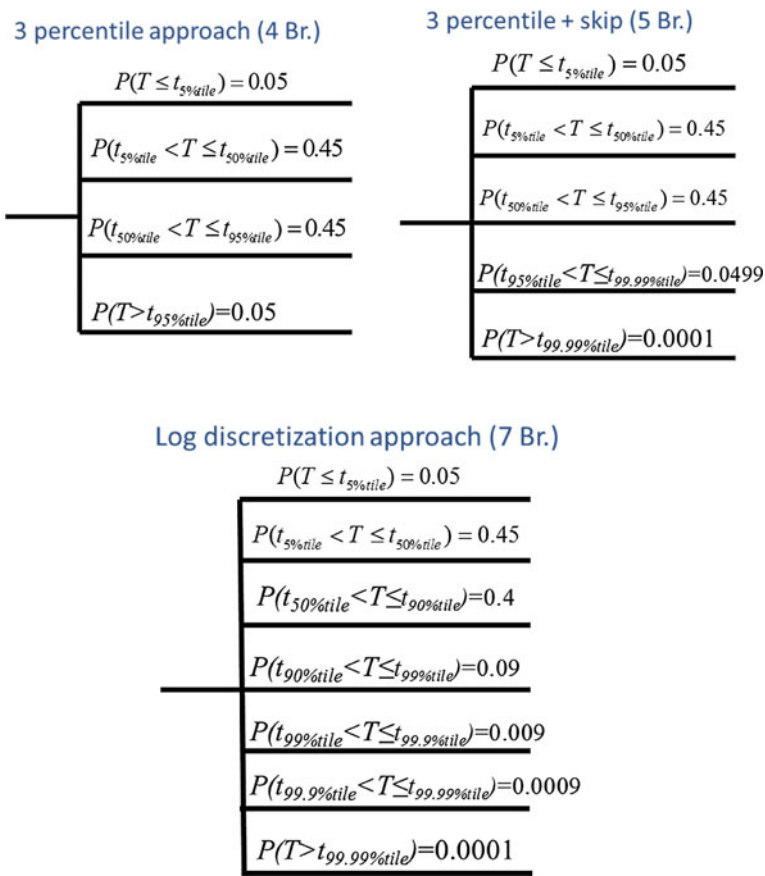 3 percentile approach (4 Br.)
P(T ≤ t5%tile) = 0.05
P(t5%tile < T ≤ t50%tile) = 0.45
P(t50%tile < T ≤ t95%tile) = 0.45
P(T>t95%tile)=0.05
3 percentile + skip (5 Br.)
P(T ≤ t5%tile) = 0.05
P(t5%tile < T ≤ t50%tile) = 0.45
P(t50%tile < T ≤ t95%tile) = 0.45
P(t95%tile<T≤t99.99%tile)=0.0499
P(T>t99.99%tile)=0.0001
Log discretization approach (7 Br.)
P(T ≤ t5%tile) = 0.05
P(t5%tile < T ≤ t50%tile) = 0.45
P(t50%tile<T≤t90%tile)=0.4
P(t90%tile<T≤t99%tile)=0.09
P(t99%tile<T≤t99.9%tile)=0.009
P(t99.9%tile<T≤t99.99%tile)=0.0009
P(T>t99.99%tile)=0.0001